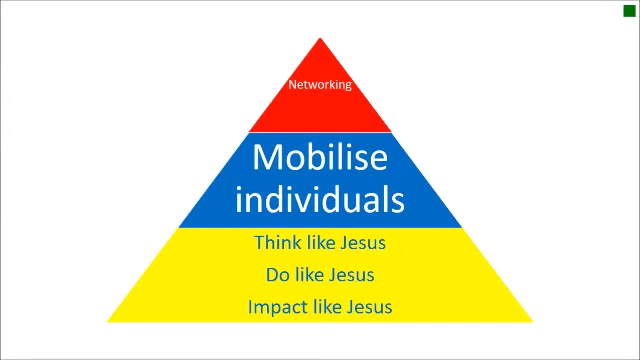 Networking
Mobilise
individuals
Think like Jesus
Do like Jesus
Impact like Jesus